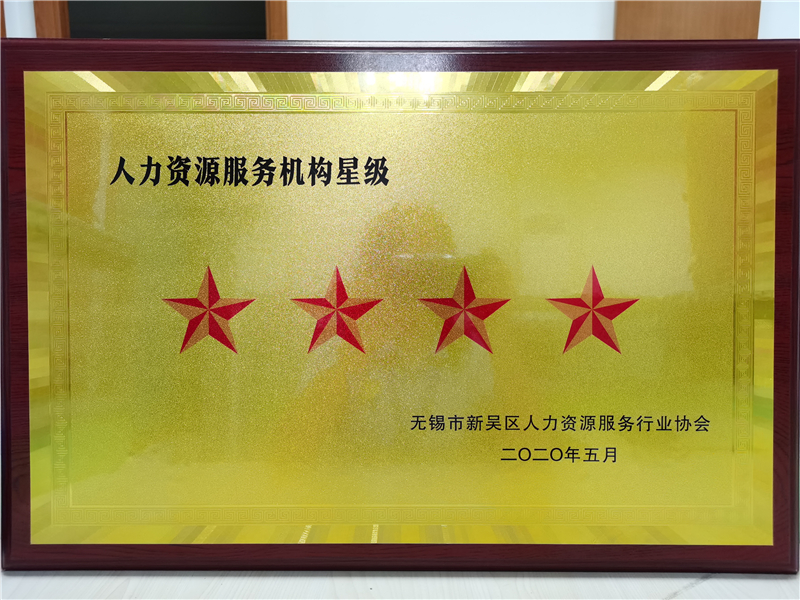 人力资源服务机构星级
无锡市新吴区人力资源服务行业协会
二〇二〇年五月